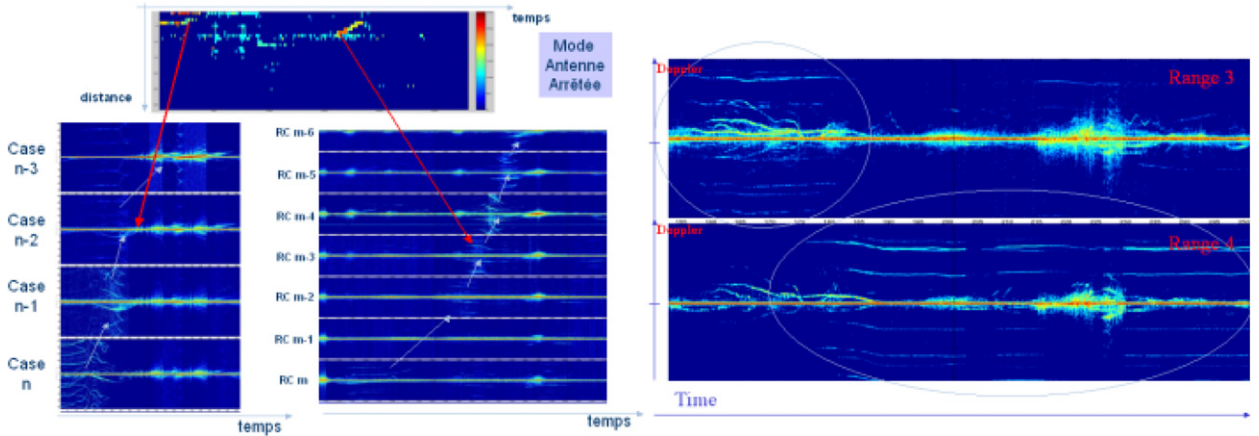 temps
Mode
Antenne
Arrêtée
distance
Case
n-3
Case
n-2
Case
n-1
Case
n
temps
RC m-6
RC m-5
RC m-4
RC m-3
RC m-2
RC m-1
RC m
temps
Doppler
Range 3
Doppler
Range 4
Time